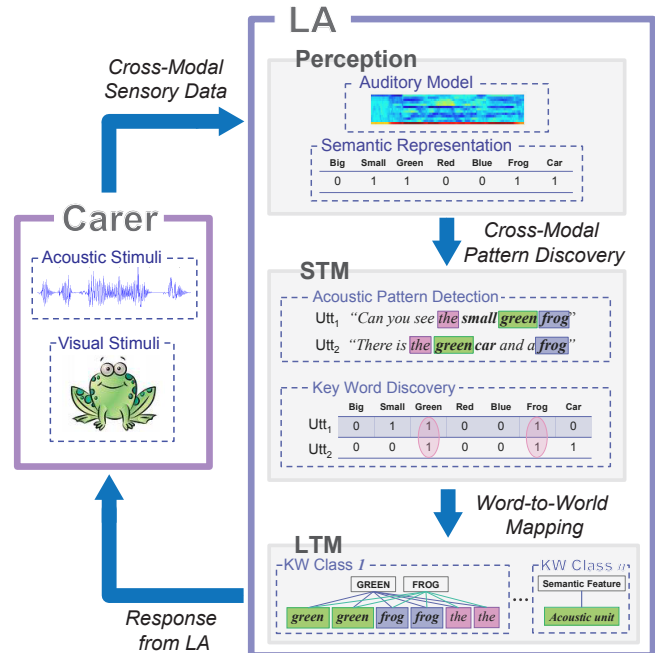 LA
Cross-Modal
Sensory Data
Perception
Auditory Model
Semantic Representation
Big Small Green Red Blue Frog Car
0 1 1 0 0 1 1
Carer
Acoustic Stimuli
Visual Stimuli
Cross-Modal
Pattern Discovery
STM
Acoustic Pattern Detection
Utt1 “Can you see the small green frog”
Utt2 “There is the green car and a frog”
Key Word Discovery
Big Small Green Red Blue Frog Car
Utt1 0 1 1 0 0 1 0
Utt2 0 0 1 0 0 1 1
Word-to-World
Mapping
LTM
KW Class 1
GREEN FROG
green green frog frog the the
...
KW Class n
Semantic Feature
Acoustic unit
Response
from LA